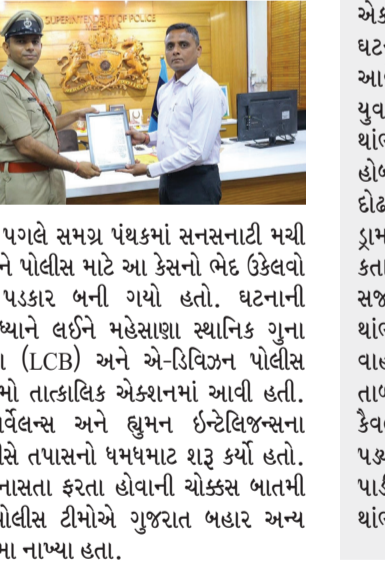 SUPERINTENDENT OF POLICE
MEHSANA
પગલે સમગ્ર પંથકમાં સનસનાટી મચી
ને પોલીસ માટે આ કેસનો ભેદ ઉકેલવો
પડકાર બની ગયો હતો. ઘટનાની
ધ્યાને લઈને મહેસાણા સ્થાનિક ગુના
(LCB) અને એ-ડિવિઝન પોલીસ
મો તાત્કાલિક એક્શનમાં આવી હતી.
ર્વેલન્સ અને હ્યુમન ઇન્ટેલિજન્સના
સે તપાસનો ધમધમાટ શરૂ કર્યો હતો.
નાસતા ફરતા હોવાની ચોક્કસ બાતમી
પોલીસ ટીમોએ ગુજરાત બહાર અન્ય
મા નાખ્યા હતા.
એક
ઘટ
આ
યુવ
થાંભ
હોબ
દોઢ
ડ્રામ
કતા
સજ
થાંભ
વાહ
તા
કૈવ
પડ
પા
થાંભ